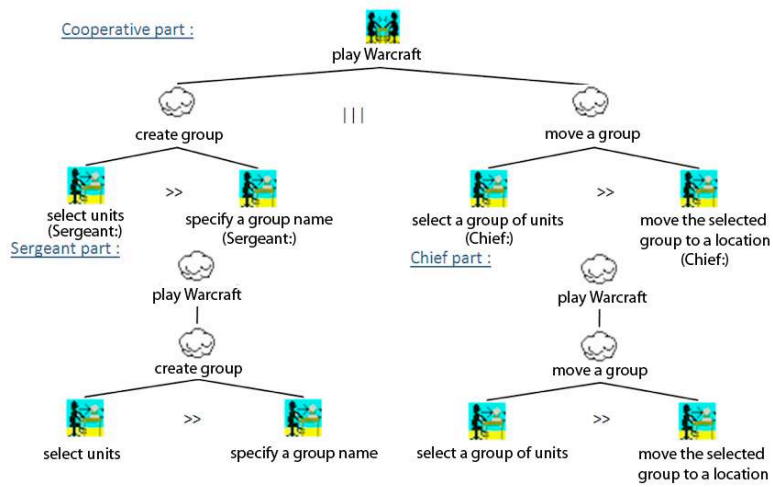 Cooperative part :
play Warcraft
create group
|||
move a group
select units
(Sergeant:)
>>
specify a group name
(Sergeant:)
select a group of units
(Chief:)
>>
move the selected
group to a location
(Chief:)
Sergeant part :
play Warcraft
create group
select units
>>
specify a group name
Chief part :
play Warcraft
move a group
select a group of units
>>
move the selected
group to a location